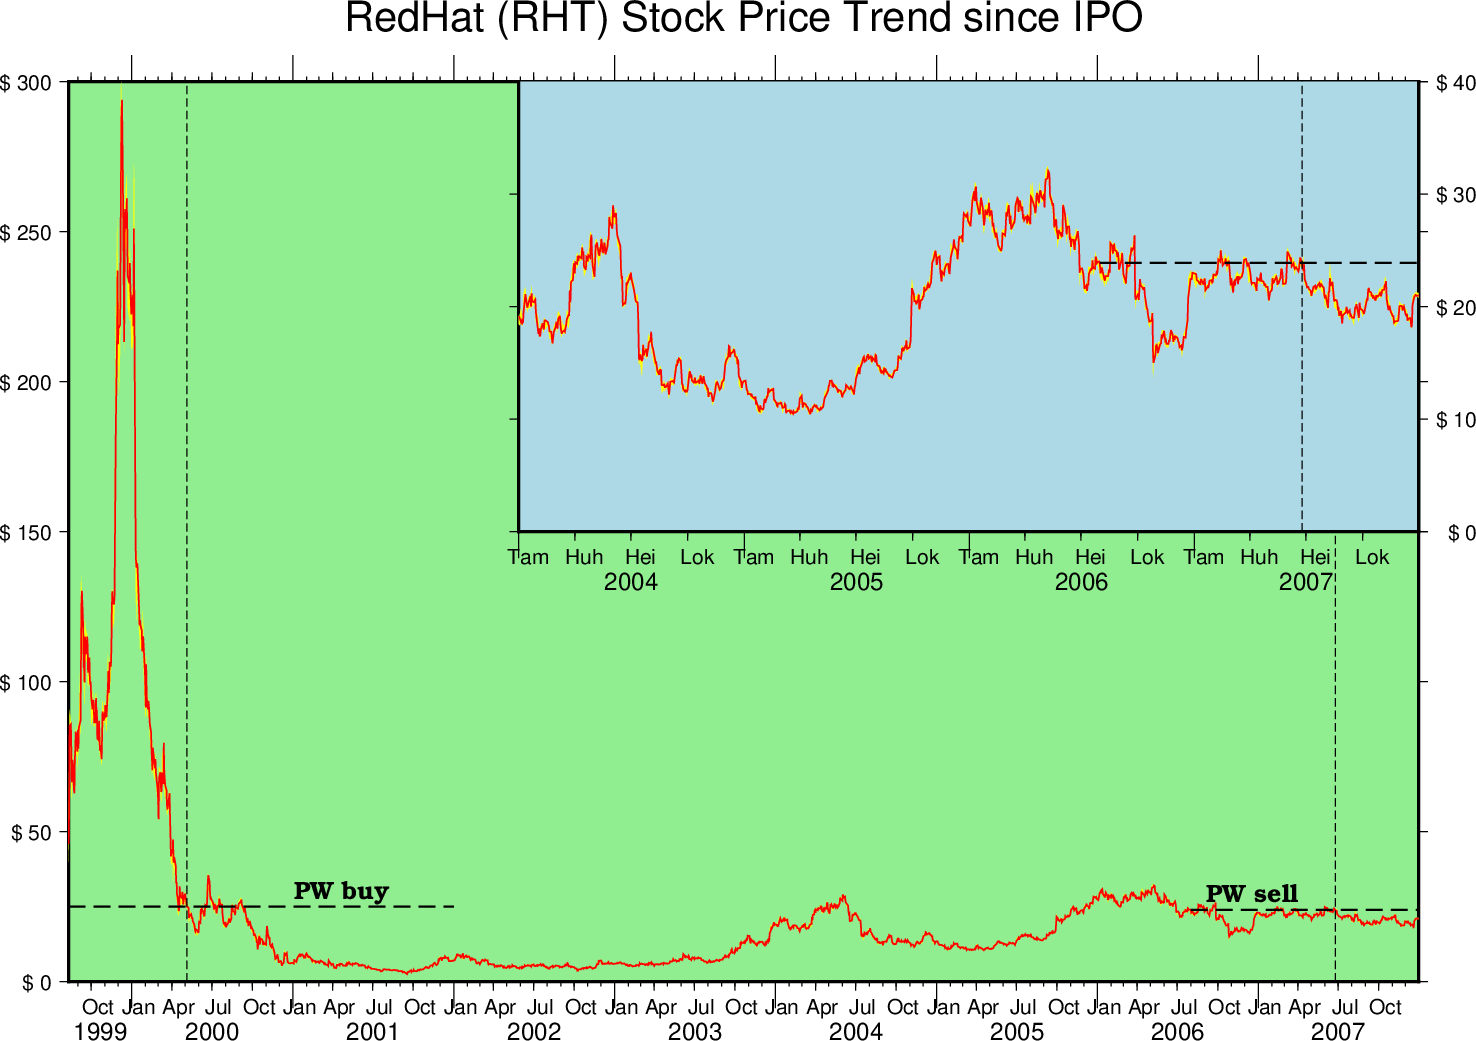 RedHat (RHT) Stock Price Trend since IPO
$ 300
$ 250
$ 200
$ 150
$ 100
$ 50
$ 0
$ 40
$ 30
$ 20
$ 10
$ 0
Tam Huh Hei Lok Tam Huh Hei Lok Tam Huh Hei Lok Tam Huh Hei Lok
2004 2005 2006 2007
PW buy
PW sell
Oct Jan Apr Jul Oct Jan Apr Jul Oct Jan Apr Jul Oct Jan Apr Jul Oct Jan Apr Jul Oct Jan Apr Jul Oct Jan Apr Jul Oct Jan Apr Jul Oct
1999 2000 2001 2002 2003 2004 2005 2006 2007